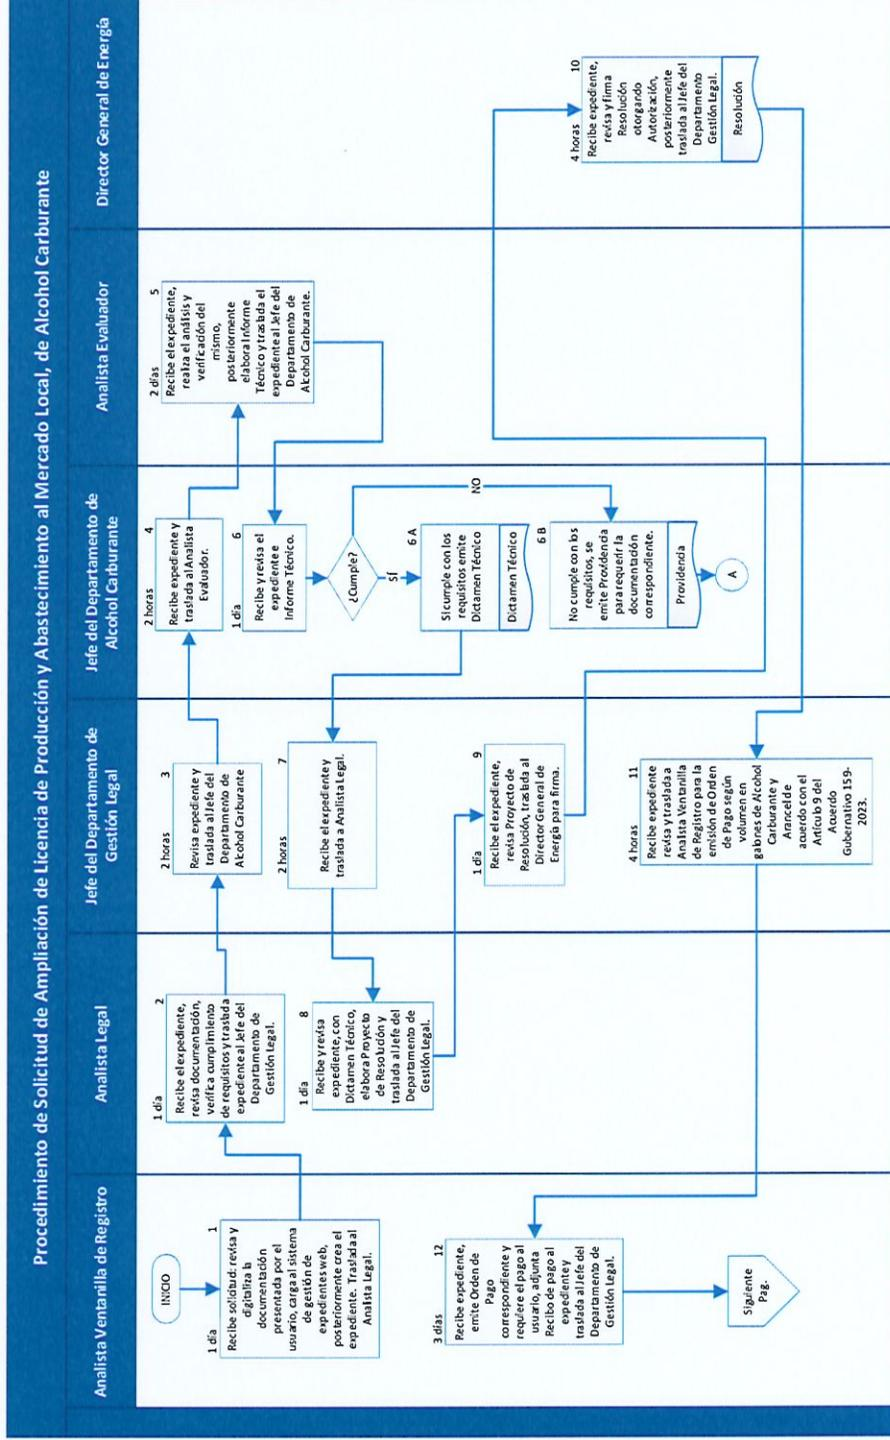 Procedimiento de Solicitud de Ampliación de Licencia de Producción y Abastecimiento al Mercado Local, de Alcohol Carburante
Analista Ventanilla de Registro
Analista Legal
Jefe del Departamento de
Gestión Legal
Jefe del Departamento de
Alcohol Carburante
Analista Evaluador
Director General de Energía
INICIO
1 día
1
Recibe solicitud: revisa y
digitaliza la
documentación
presentada por el
usuario, carga al sistema
de gestión de
expedientes web,
posteriormente crea el
expediente. Traslada al
Analista Legal.
1 día
2
Recibe el expediente,
revisa documentación,
verifica cumplimiento
de requisitos y traslada
expediente al Jefe del
Departamento de
Gestión Legal.
2 horas
3
Revisa expediente y
traslada al Jefe del
Departamento de
Alcohol Carburante
2 horas
4
Recibe expediente y
traslada al Analista
Evaluador.
2 días
5
Recibe el expediente,
realiza el análisis y
verificación del
mismo,
posteriormente
elabora Informe
Técnico y traslada el
expediente al Jefe del
Departamento de
Alcohol Carburante.
1 día
6
Recibe y revisa el
expediente e
Informe Técnico.
¿Cumple?
SÍ
NO
6 A
Sí cumple con los
requisitos emite
Dictamen Técnico
Dictamen Técnico
6 B
No cumple con los
requisitos, se
emite Providencia
para requerir la
documentación
correspondiente.
Providencia
A
2 horas
7
Recibe el expediente y
traslada a Analista Legal.
1 día
8
Recibe y revisa
expediente, con
Dictamen Técnico,
elabora Proyecto
de Resolución y
traslada al Jefe del
Departamento de
Gestión Legal.
1 día
9
Recibe el expediente,
revisa Proyecto de
Resolución, traslada al
Director General de
Energía para firma.
4 horas
10
Recibe expediente,
revisa y firma
Resolución
otorgando
Autorización,
posteriormente
traslada al Jefe del
Departamento
Gestión Legal.
Resolución
4 horas
11
Recibe expediente
revisa y traslada a
Analista Ventanilla
de Registro para la
emisión de Orden
de Pago según
volumen en
galones de Alcohol
Carburante y
Arancel de
acuerdo con el
Artículo 9 del
Acuerdo
Gubernativo 159-
2023.
3 días
12
Recibe expediente,
emite Orden de
Pago
correspondiente y
requiere el pago al
usuario, adjunta
Recibo de pago al
expediente y
traslada al Jefe del
Departamento de
Gestión Legal.
Siguiente
Pag.